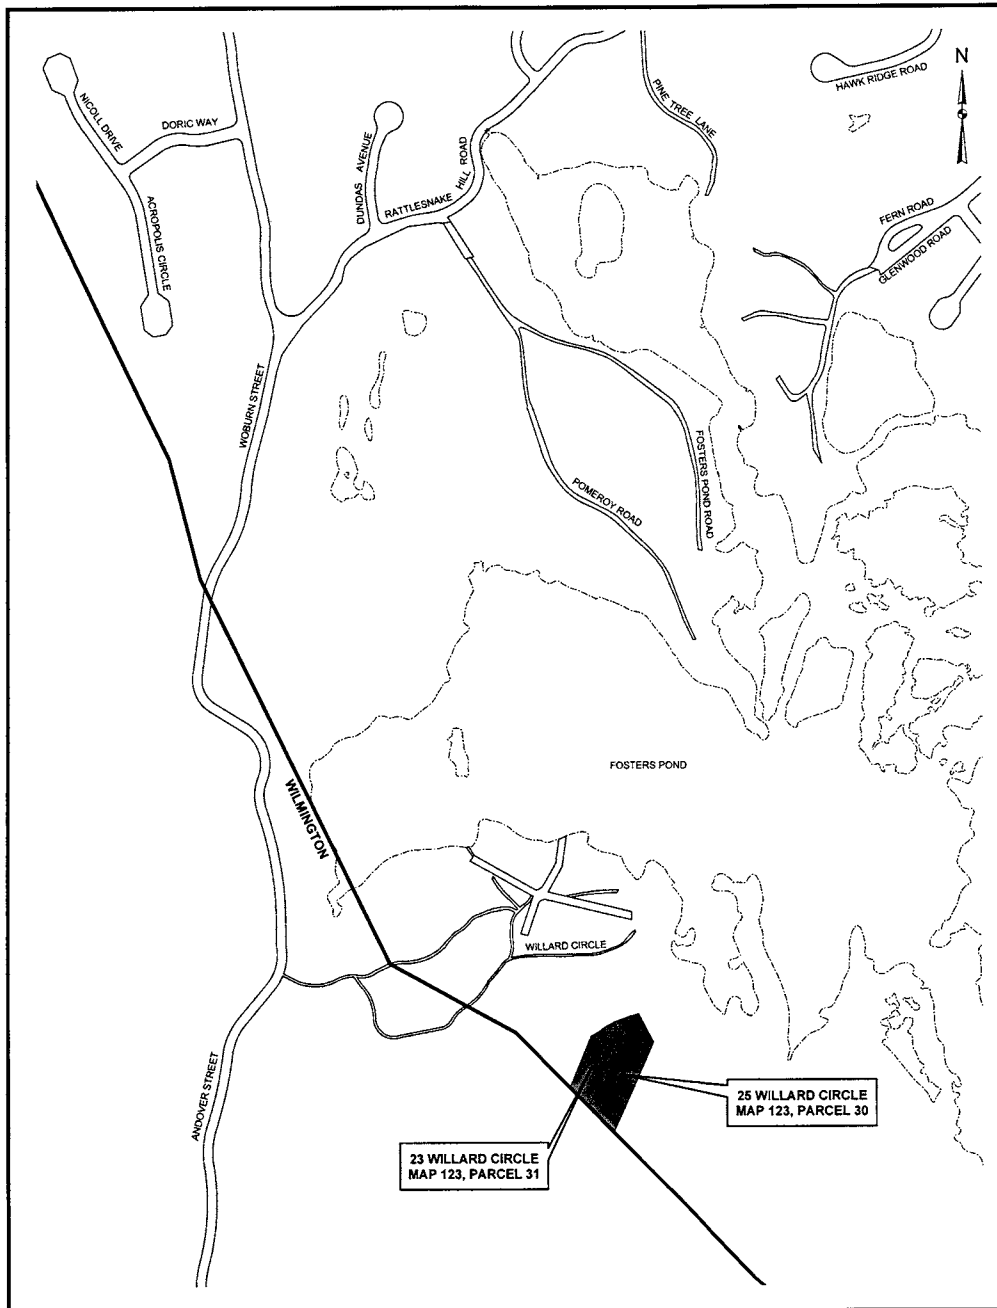 N
HAWK RIDGE ROAD
PINE TREE LANE
NICOLL DRIVE
DORIC WAY
DUNDAS AVENUE
RATTLESNAKE HILL ROAD
ACROPOLIS CIRCLE
FERN ROAD
GLENWOOD ROAD
WOBURN STREET
FOSTERS POND ROAD
POMEROY ROAD
FOSTERS POND
WILMINGTON
WILLARD CIRCLE
ANDOVER STREET
25 WILLARD CIRCLE
MAP 123, PARCEL 30
23 WILLARD CIRCLE
MAP 123, PARCEL 31